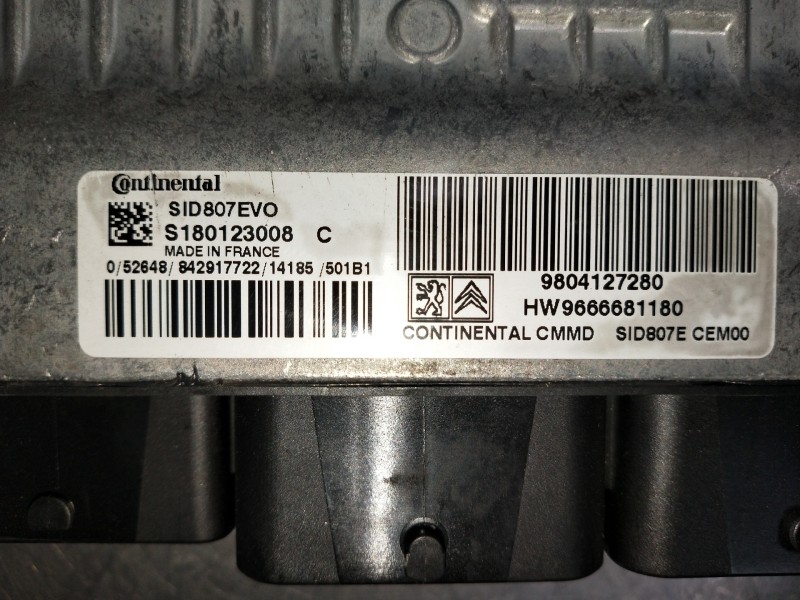 Continental
SID807EVO
S180123008 C
MADE IN FRANCE
0/52648/842917722/14185/501B1
9804127280
HW9666681180
CONTINENTAL CMMD SID807E CEM00